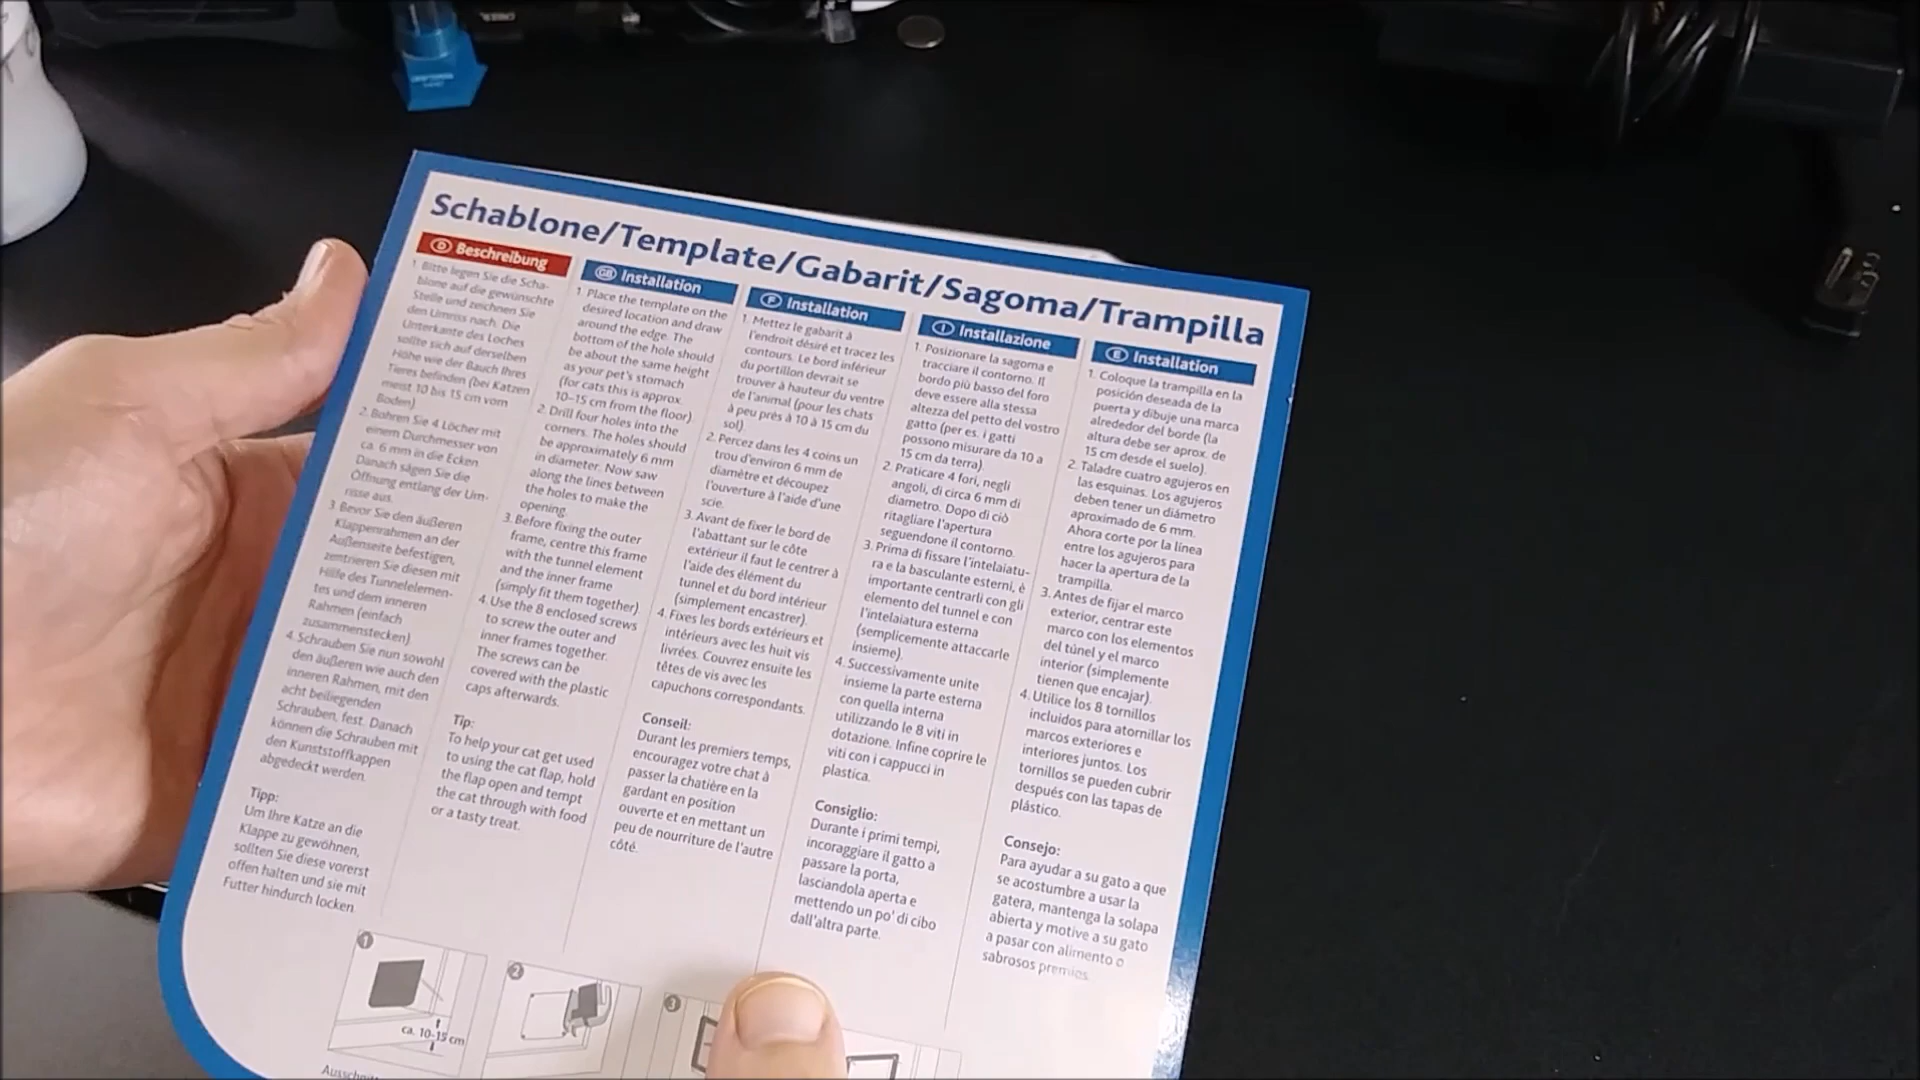 Schablone/Template/Gabarit/Sagoma/Trampilla
D Beschreibung
1. Bitte legen Sie die Scha-
blone auf die gewünschte
Stelle und zeichnen Sie
den Umriss nach. Die
Unterkante des Loches
sollte sich auf derselben
Höhe wie der Bauch Ihres
Tieres befinden (bei Katzen
meist 10 bis 15 cm vom
Boden)
2. Bohren Sie 4 Löcher mit
einem Durchmesser von
ca. 6 mm in die Ecken
Danach sägen Sie die
Öffnung entlang der Um-
risse aus.
3. Bevor Sie den äußeren
Klappenrahmen an der
Außenseite befestigen,
zentrieren Sie diesen mit
Hilfe des Tunnelelemen-
tes und dem inneren
Rahmen (einfach
zusammenstecken)
4. Schrauben Sie nun sowohl
den äußeren wie auch den
inneren Rahmen, mit den
acht beiliegenden
Schrauben, fest. Danach
können die Schrauben mit
den Kunststoffkappen
abgedeckt werden.
Tipp:
Um Ihre Katze an die
Klappe zu gewöhnen,
sollten Sie diese vorerst
offen halten und sie mit
Futter hindurch locken.
GB Installation
1. Place the template on the
desired location and draw
around the edge. The
bottom of the hole should
be about the same height
as your pet's stomach
(for cats this is approx.
10-15 cm from the floor)
2. Drill four holes into the
corners. The holes should
be approximately 6 mm
in diameter. Now saw
along the lines between
the holes to make the
opening.
3. Before fixing the outer
frame, centre this frame
with the tunnel element
and the inner frame
(simply fit them together).
4. Use the 8 enclosed screws
to screw the outer and
inner frames together.
The screws can be
covered with the plastic
caps afterwards.
Tip:
To help your cat get used
to using the cat flap, hold
the flap open and tempt
the cat through with food
or a tasty treat.
F Installation
1. Mettez le gabarit à
l'endroit désiré et tracez les
contours. Le bord inférieur
du portillon devrait se
trouver à hauteur du ventre
de l'animal (pour les chats
à peu près à 10 à 15 cm du
sol).
2. Percez dans les 4 coins un
trou d'environ 6 mm de
diamètre et découpez
l'ouverture à l'aide d'une
scie.
3. Avant de fixer le bord de
l'abattant sur le côte
extérieur il faut le centrer à
l'aide des élément du
tunnel et du bord intérieur
(simplement encastrer).
4. Fixes les bords extérieurs et
intérieurs avec les huit vis
livrées. Couvrez ensuite les
têtes de vis avec les
capuchons correspondants.
Conseil:
Durant les premiers temps,
encouragez votre chat à
passer la chatière en la
gardant en position
ouverte et en mettant un
peu de nourriture de l'autre
côté.
I Installazione
1. Posizionare la sagoma e
tracciare il contorno. Il
bordo più basso del foro
deve essere alla stessa
altezza del petto del vostro
gatto (per es. i gatti
possono misurare da 10 a
15 cm da terra).
2. Praticare 4 fori, negli
angoli, di circa 6 mm di
diametro. Dopo di ciò
ritagliare l'apertura
seguendone il contorno.
3. Prima di fissare l'intelaiatu-
ra e la basculante esterni, è
importante centrarli con gli
elemento del tunnel e con
l'intelaiatura esterna
(semplicemente attaccarle
insieme).
4. Successivamente unite
insieme la parte esterna
con quella interna
utilizzando le 8 viti in
dotazione. Infine coprire le
viti con i cappucci in
plastica.
Consiglio:
Durante i primi tempi,
incoraggiare il gatto a
passare la porta,
lasciandola aperta e
mettendo un po' di cibo
dall'altra parte.
E Installation
1. Coloque la trampilla en la
posición deseada de la
puerta y dibuje una marca
alrededor del borde (la
altura debe ser aprox. de
15 cm desde el suelo).
2. Taladre cuatro agujeros en
las esquinas. Los agujeros
deben tener un diámetro
aproximado de 6 mm.
Ahora corte por la línea
entre los agujeros para
hacer la apertura de la
trampilla.
3. Antes de fijar el marco
exterior, centrar este
marco con los elementos
del túnel y el marco
interior (simplemente
tienen que encajar).
4. Utilice los 8 tornillos
incluidos para atornillar los
marcos exteriores e
interiores juntos. Los
tornillos se pueden cubrir
después con las tapas de
plástico.
Consejo:
Para ayudar a su gato a que
se acostumbre a usar la
gatera, mantenga la solapa
abierta y motive a su gato
a pasar con alimento o
sabrosos premios.
1
ca. 10-15 cm
2
3